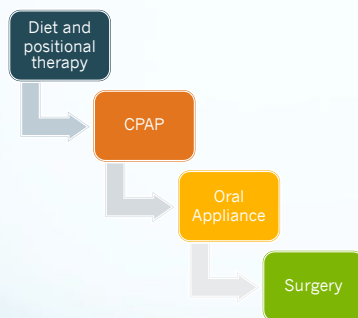 Diet and
positional
therapy
CPAP
Oral
Appliance
Surgery